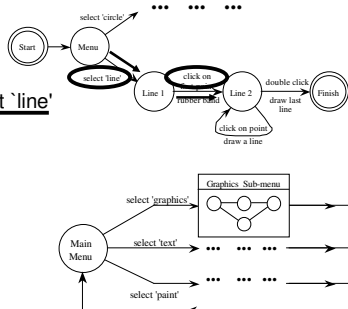 select 'circle'
••• ••• •••
Start
Menu
select 'line'
t `line'
Line 1
click on
rubber band
Line 2
click on point
draw a line
double click
draw last
line
Finish
Graphics Sub-menu
select 'graphics'
Main
Menu
select 'text'
••• ••• •••
select 'paint'
••• ••• •••